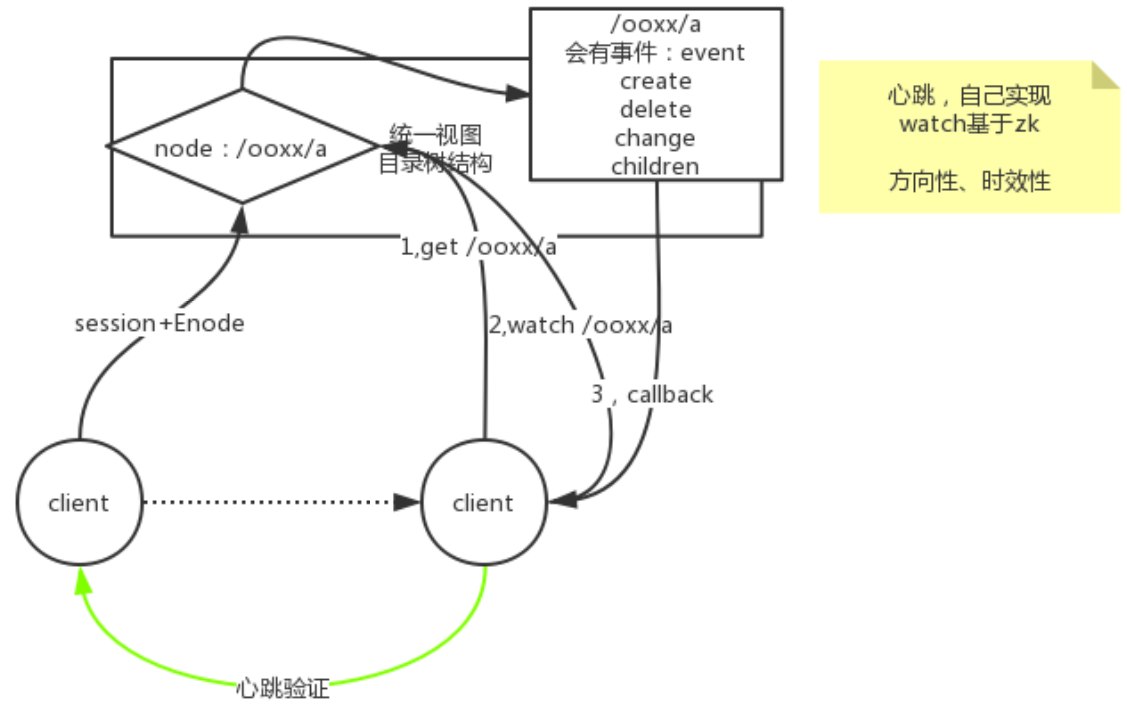 /ooxx/a
会有事件：event
create
delete
change
children
心跳，自己实现
watch基于zk
方向性、时效性
node：/ooxx/a
统一视图
目录树结构
1,get /ooxx/a
session+Enode
2,watch /ooxx/a
3，callback
client
client
心跳验证